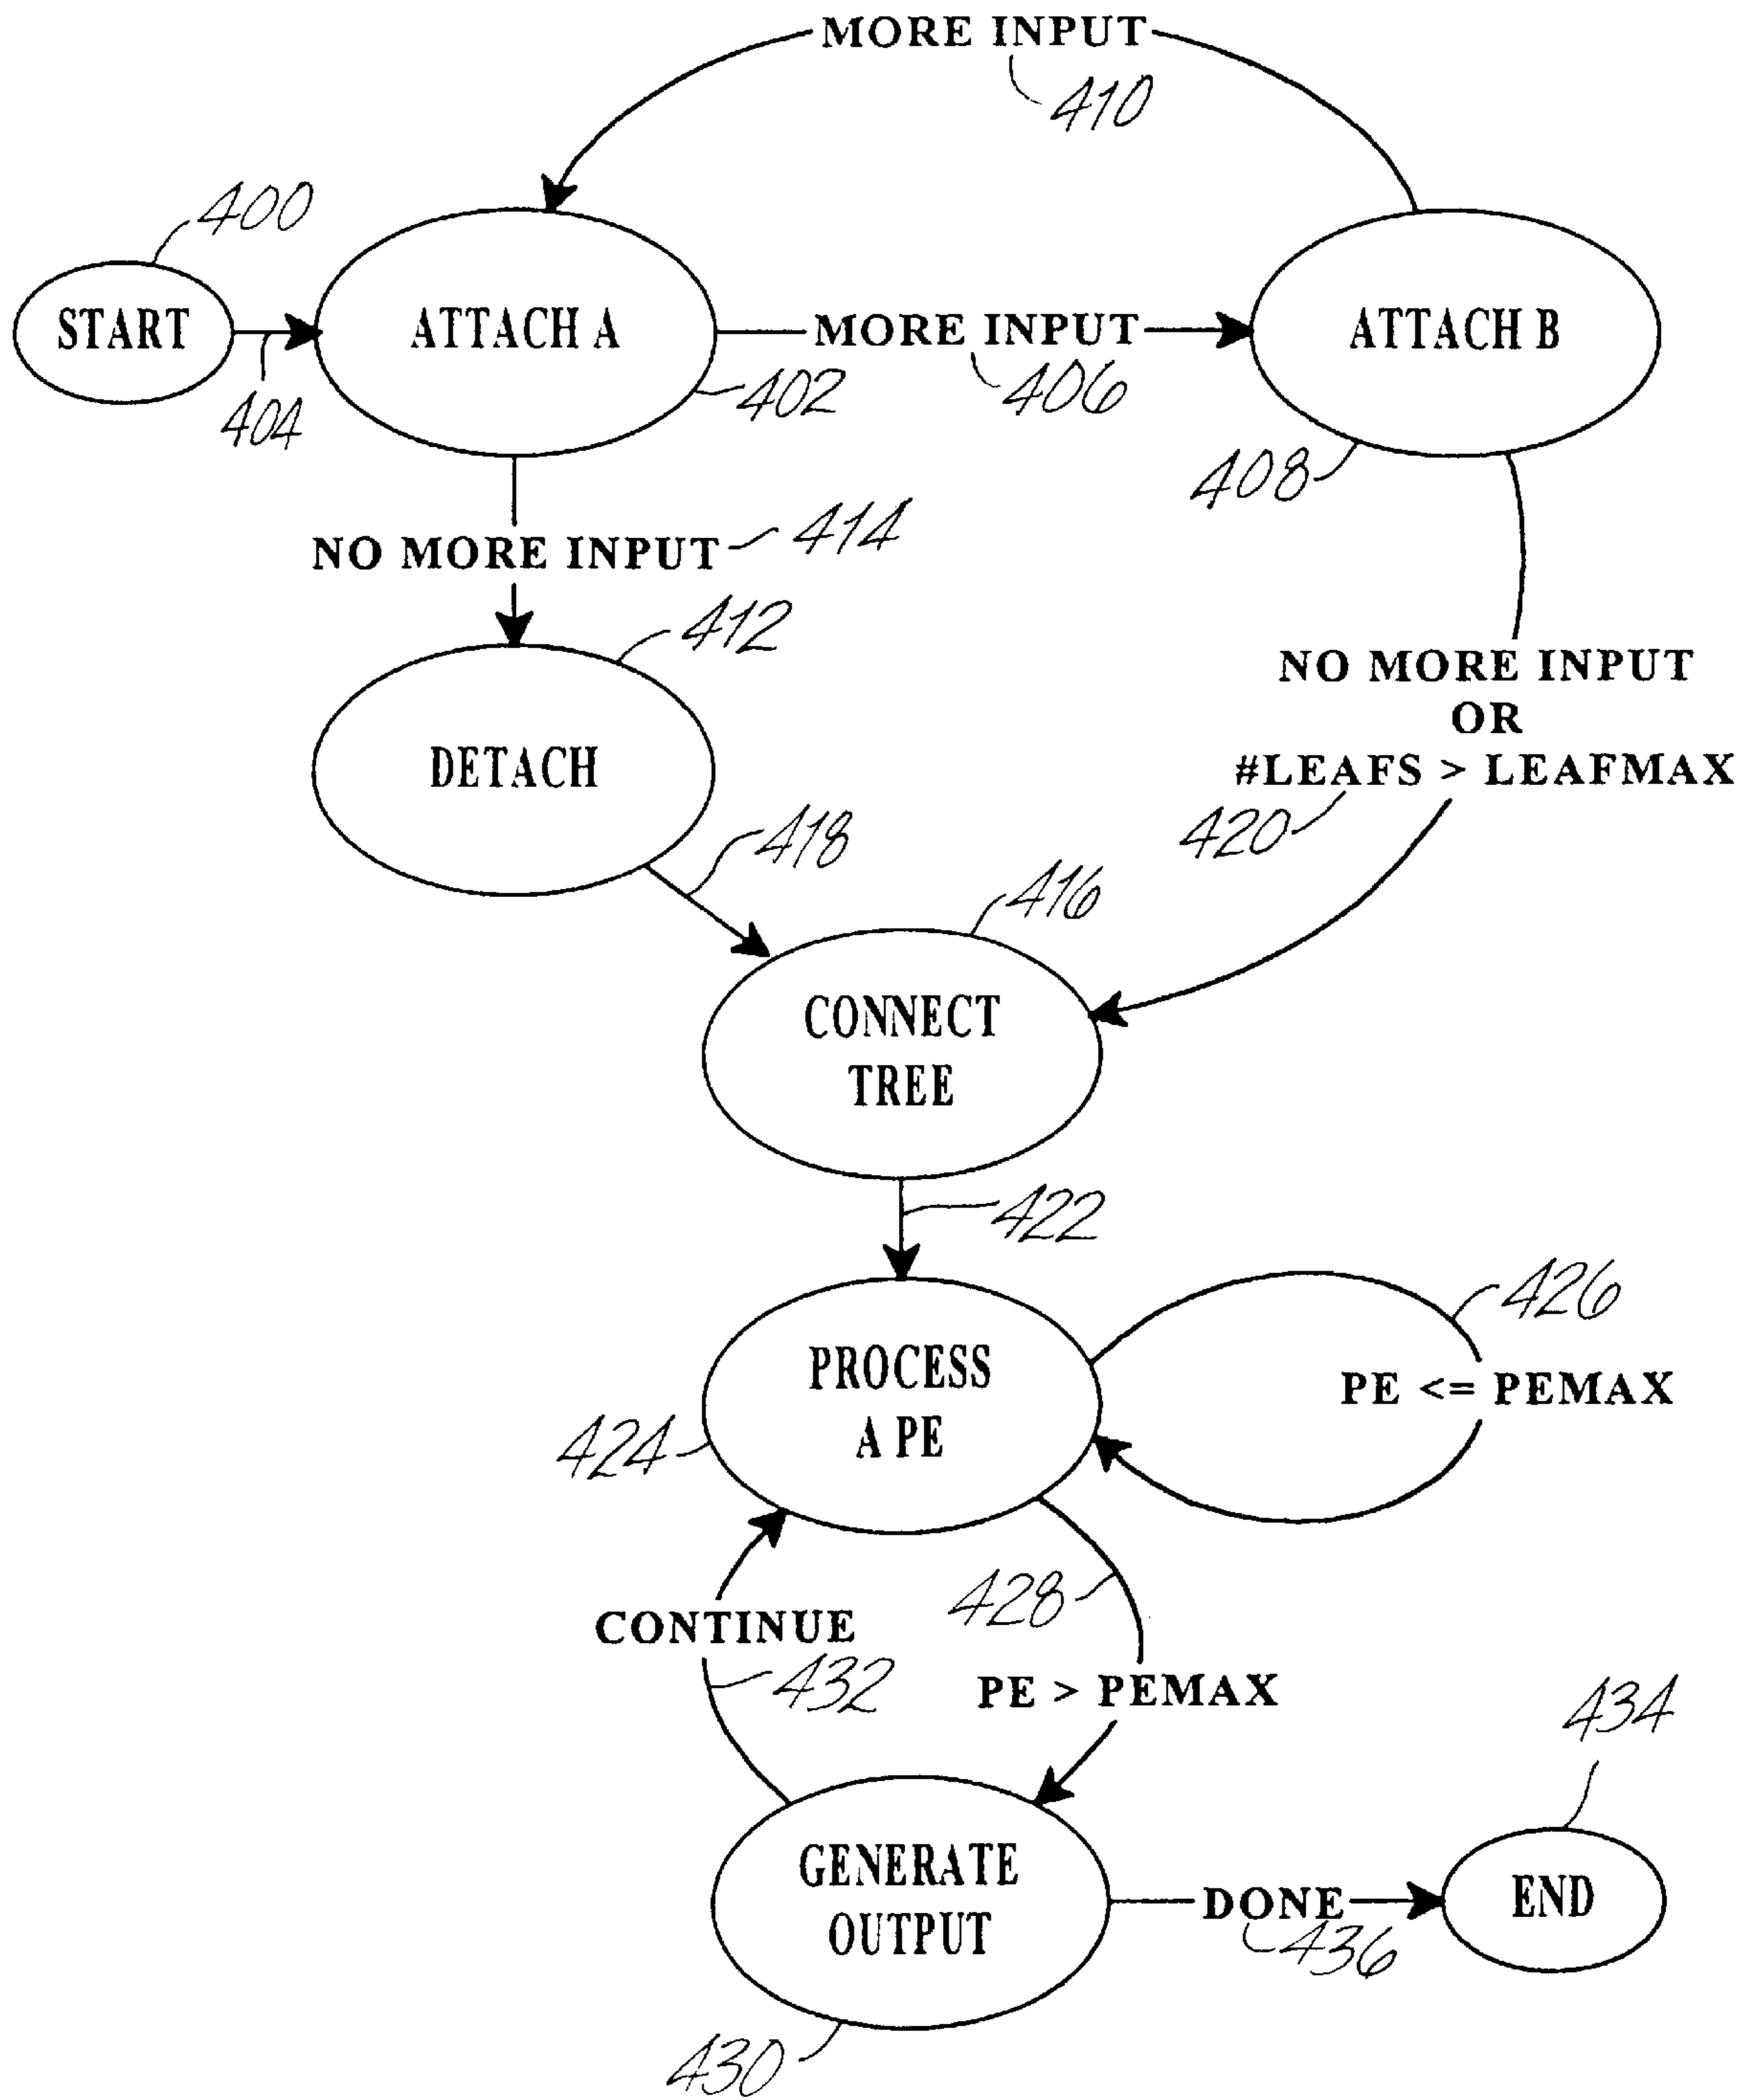 MORE INPUT
410
400
START
ATTACH A
MORE INPUT
ATTACH B
404
402
406
408
NO MORE INPUT
414
412
NO MORE INPUT
OR
#LEAFS > LEAFMAX
DETACH
418
420
416
CONNECT
TREE
422
426
PROCESS
A PE
PE <= PEMAX
424
428
CONTINUE
432
PE > PEMAX
434
GENERATE
OUTPUT
DONE
END
436
430